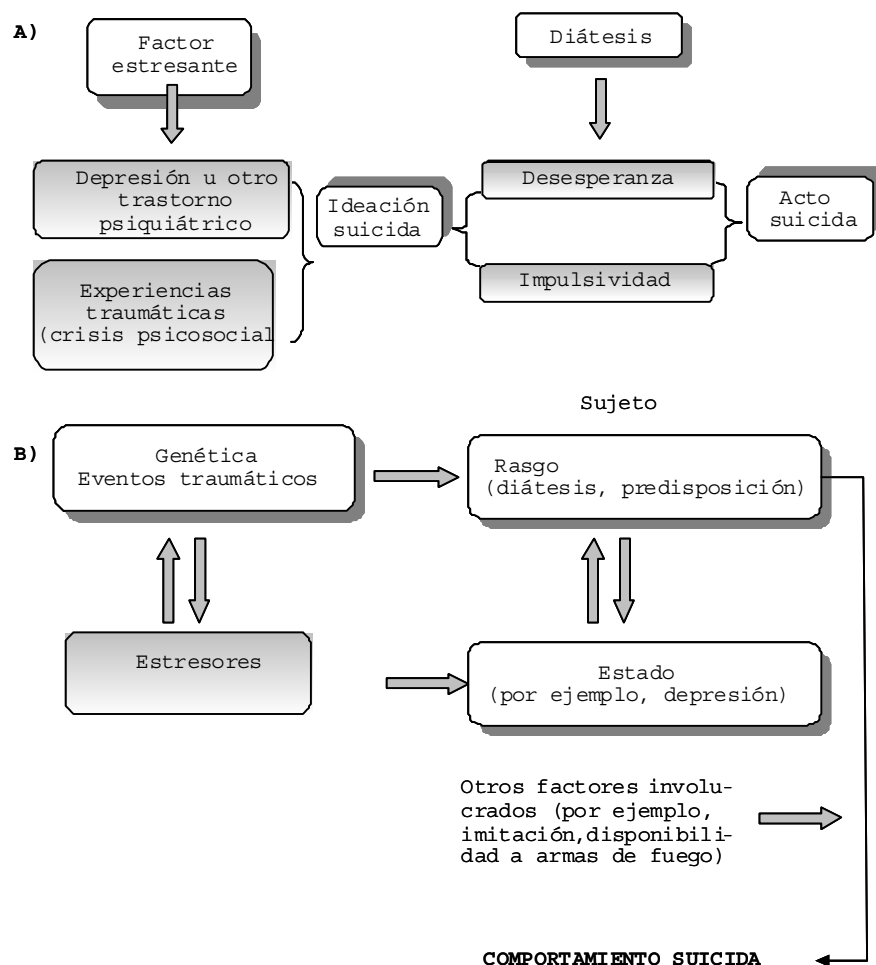 A)
Factor
estresante
Diátesis
Depresión u otro
trastorno
psiquiátrico
Ideación
suicida
Desesperanza
Acto
suicida
Experiencias
traumáticas
(crisis psicosocial
Impulsividad
Sujeto
B)
Genética
Eventos traumáticos
Rasgo
(diátesis, predisposición)
Estresores
Estado
(por ejemplo, depresión)
Otros factores involu-
crados (por ejemplo,
imitación,disponibili-
dad a armas de fuego)
COMPORTAMIENTO SUICIDA